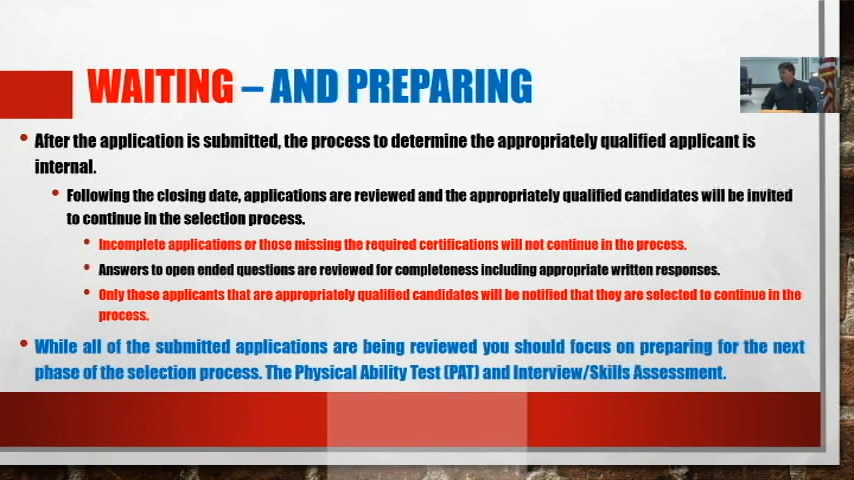 WAITING – AND PREPARING
• After the application is submitted, the process to determine the appropriately qualified applicant is
internal.
• Following the closing date, applications are reviewed and the appropriately qualified candidates will be invited
to continue in the selection process.
• Incomplete applications or those missing the required certifications will not continue in the process.
• Answers to open ended questions are reviewed for completeness including appropriate written responses.
• Only those applicants that are appropriately qualified candidates will be notified that they are selected to continue in the
process.
• While all of the submitted applications are being reviewed you should focus on preparing for the next
phase of the selection process. The Physical Ability Test (PAT) and Interview/Skills Assessment.